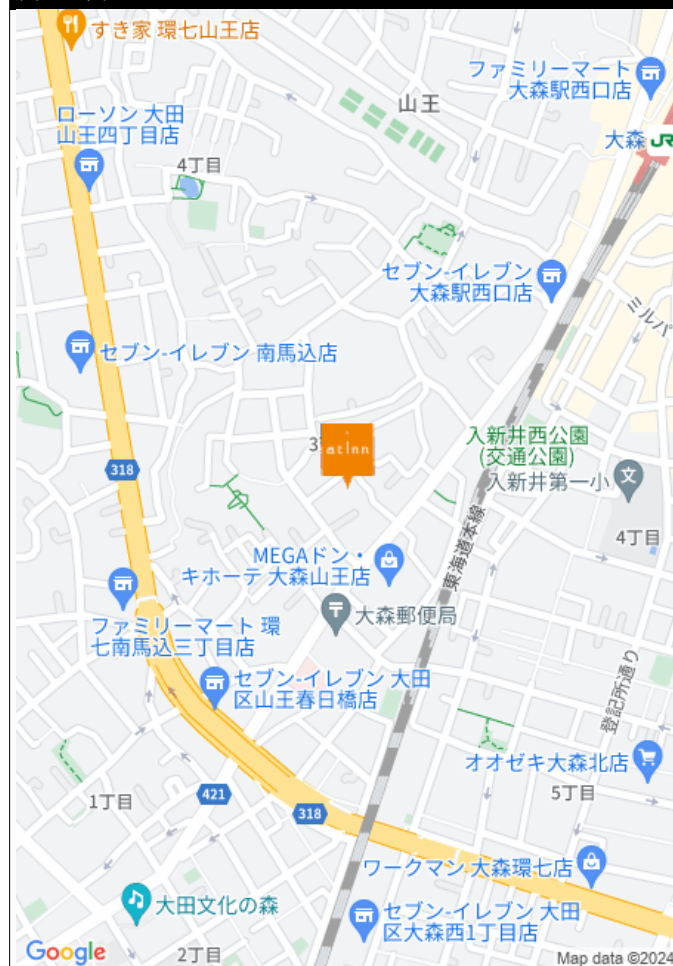 すき家 環七山王店
ファミリーマート
大森駅西口店
山王
ローソン 大田
山王四丁目店
大森 JR
4丁目
セブン-イレブン
大森駅西口店
ミルパ
セブン-イレブン 南馬込店
3
at Inn
入新井西公園
(交通公園)
318
入新井第一小
文
4丁目
東海道本線
MEGAドン・
キホーテ 大森山王店
大森郵便局
ファミリーマート 環
七南馬込三丁目店
セブン-イレブン 大田
区山王春日橋店
登記所通り
オオゼキ大森北店
1丁目
421
5丁目
318
ワークマン 大森環七店
大田文化の森
セブン-イレブン 大田
区大森西1丁目店
2丁目
Google
Map data ©2024